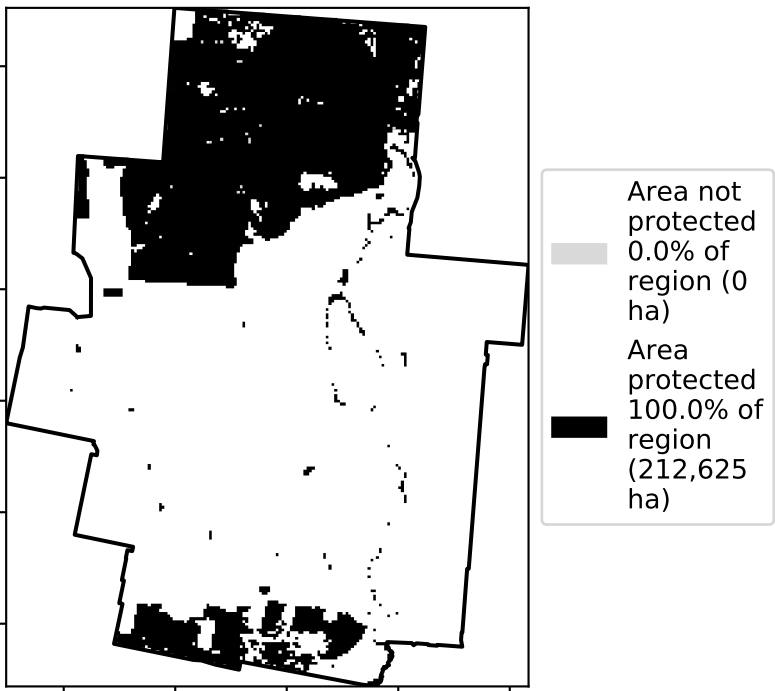 Area not
protected
0.0% of
region (0
ha)
Area
protected
100.0% of
region
(212,625
ha)